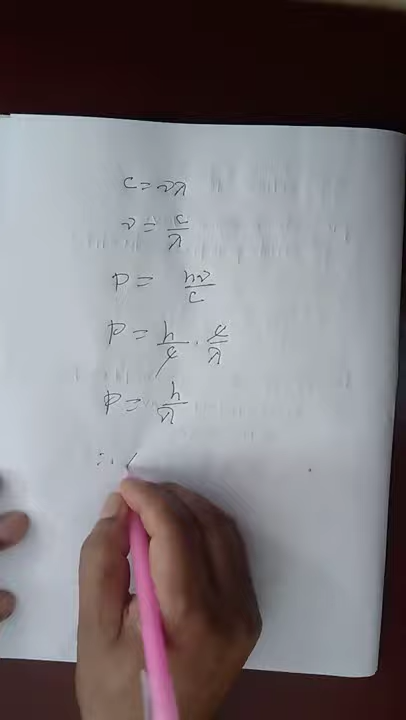 c = νλ
ν = c/λ
p = hν/c
p = h/c . c/λ
p = h/λ
∴